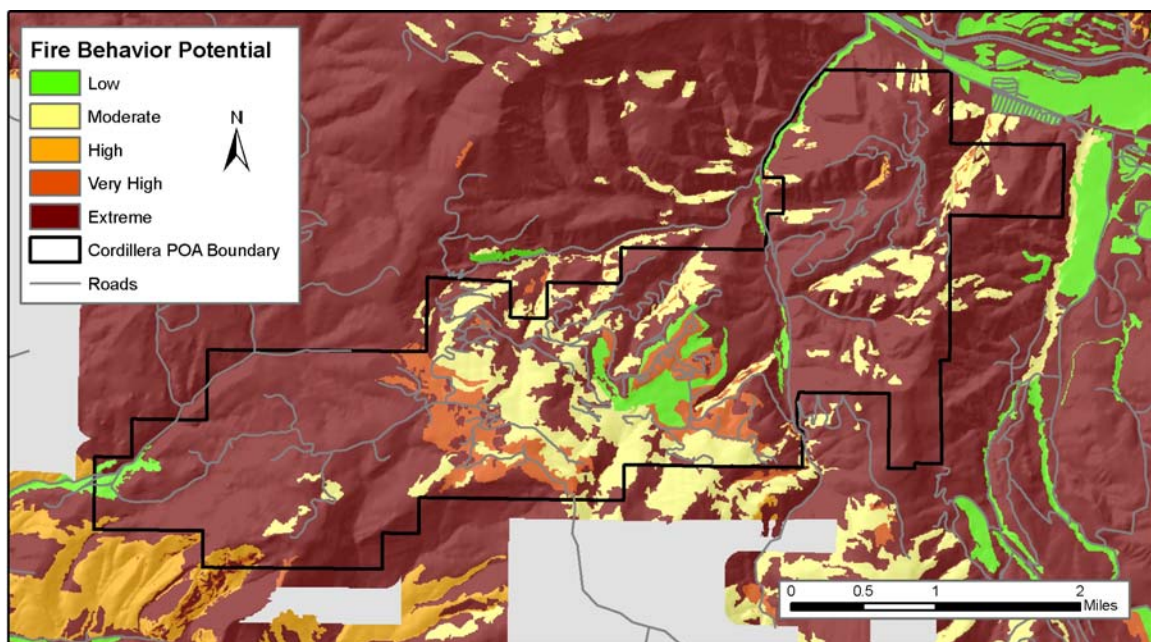 Fire Behavior Potential
Low
Moderate
High
Very High
Extreme
Cordillera POA Boundary
Roads
N
0 0.5 1 2
Miles